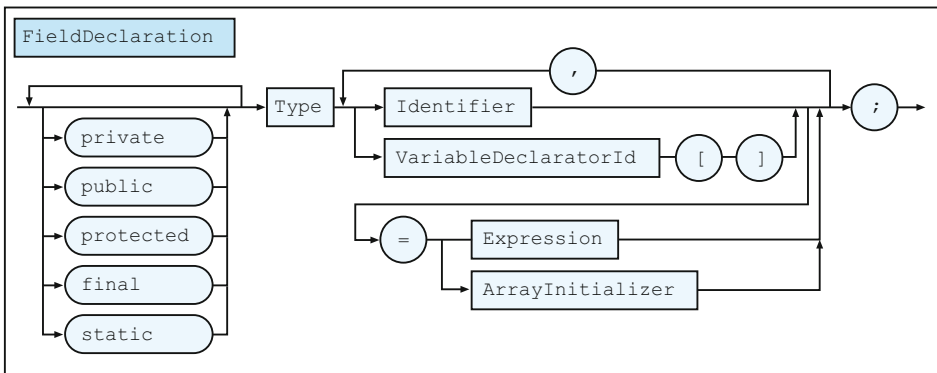 FieldDeclaration
,
Type
Identifier
;
private
VariableDeclaratorId
[
]
public
protected
=
Expression
final
ArrayInitializer
static